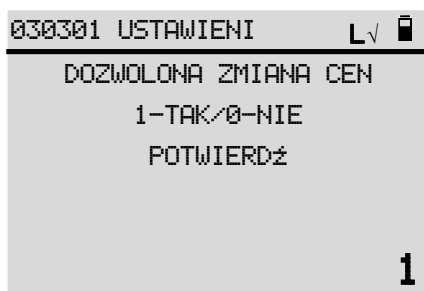 030301 USTAWIENI L√
DOZWOLONA ZMIANA CEN
1-TAK/0-NIE
POTWIERDź
1